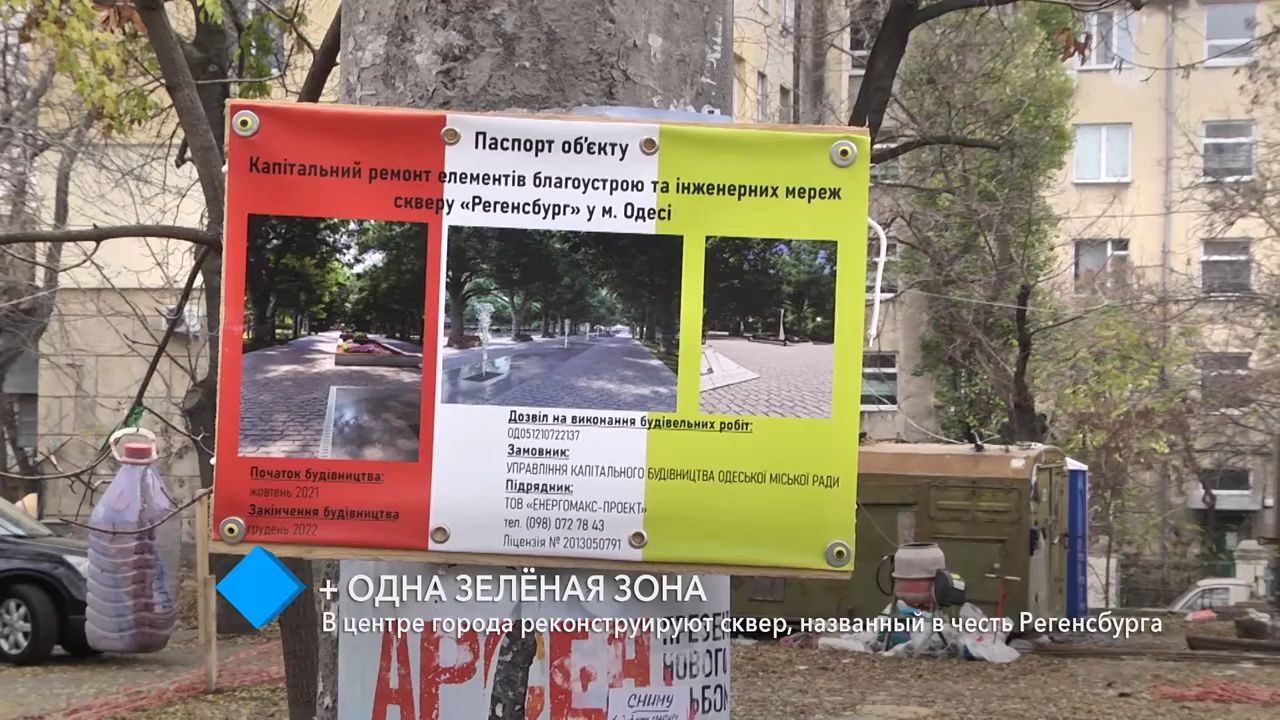 Паспорт об'єкту
Капітальний ремонт елементів благоустрою та інженерних мереж
скверу «Регенсбург» у м. Одесі
Дозвіл на виконання будівельних робіт:
ОД051210722137
Замовник:
УПРАВЛІННЯ КАПІТАЛЬНОГО БУДІВНИЦТВА ОДЕСЬКОЇ МІСЬКОЇ РАДИ
Підрядник:
ТОВ «ЕНЕРГОМАКС-ПРОЕКТ»
тел. (098) 072 78 43
Ліцензія № 2013050791
Початок будівництва:
жовтень 2021
Закінчення будівництва
грудень 2022
+ ОДНА ЗЕЛЁНАЯ ЗОНА
В центре города реконструируют сквер, названный в честь Регенсбурга
НОВОГО
СНИМУ